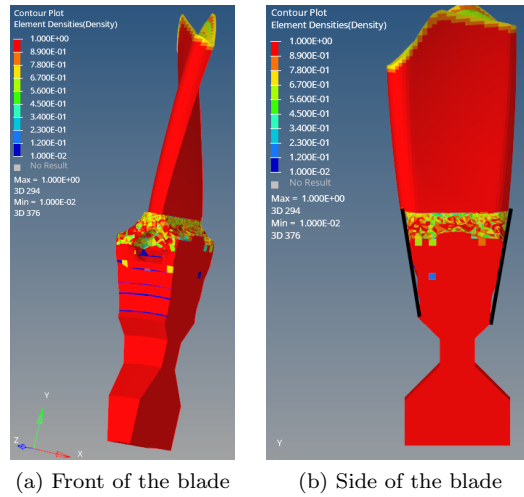 Contour Plot
Element Densities(Density)
1.000E+00
8.900E-01
7.800E-01
6.700E-01
5.600E-01
4.500E-01
3.400E-01
2.300E-01
1.200E-01
1.000E-02
No Result
Max = 1.000E+00
3D 294
Min = 1.000E-02
3D 376
Y
Z
X
(a) Front of the blade
Contour Plot
Element Densities(Density)
1.000E+00
8.900E-01
7.800E-01
6.700E-01
5.600E-01
4.500E-01
3.400E-01
2.300E-01
1.200E-01
1.000E-02
No Result
Max = 1.000E+00
3D 294
Min = 1.000E-02
3D 376
Y
(b) Side of the blade